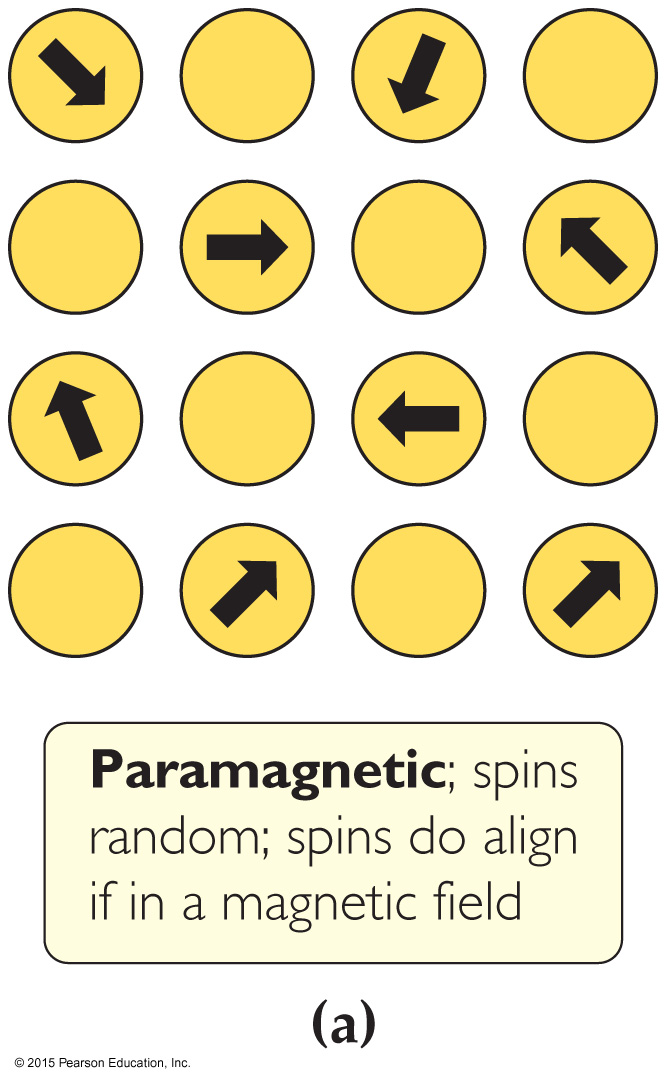 Paramagnetic; spins
random; spins do align
if in a magnetic field
(a)
© 2015 Pearson Education, Inc.